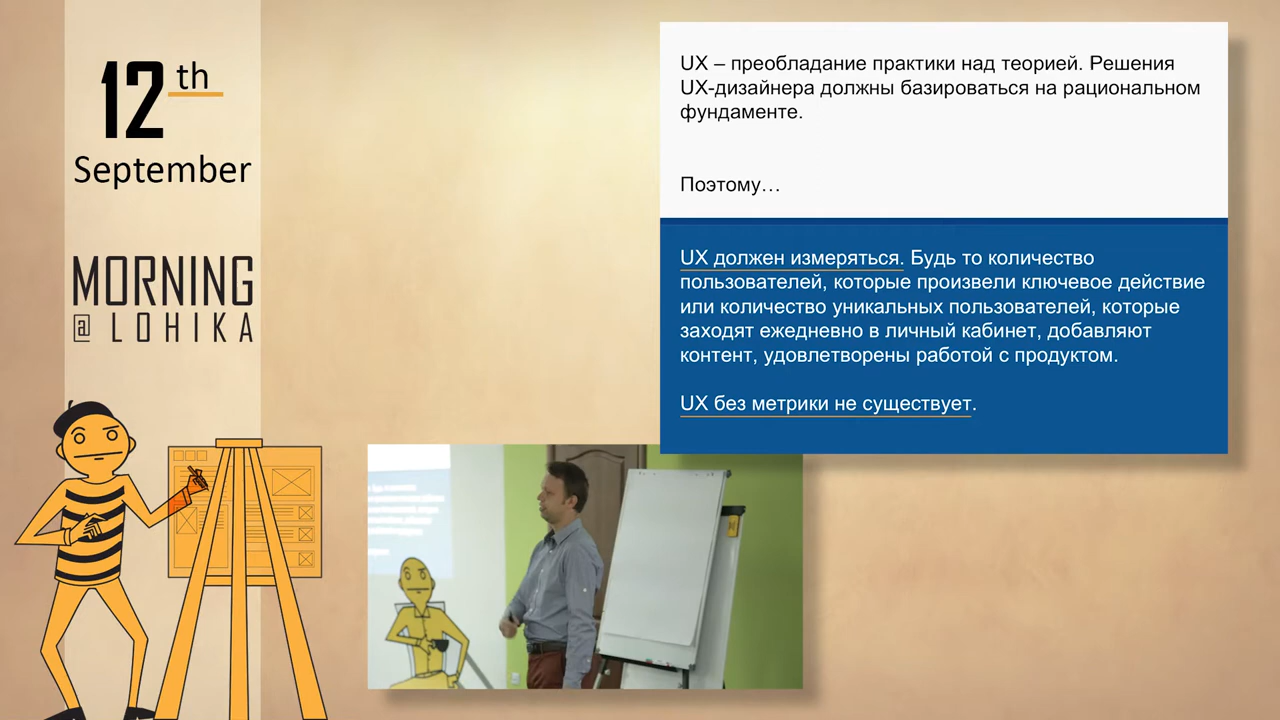 12th
September
MORNING
@ LOHIKA
UX – преобладание практики над теорией. Решения
UX-дизайнера должны базироваться на рациональном
фундаменте.
Поэтому…
UX должен измеряться. Будь то количество
пользователей, которые произвели ключевое действие
или количество уникальных пользователей, которые
заходят ежедневно в личный кабинет, добавляют
контент, удовлетворены работой с продуктом.
UX без метрики не существует.